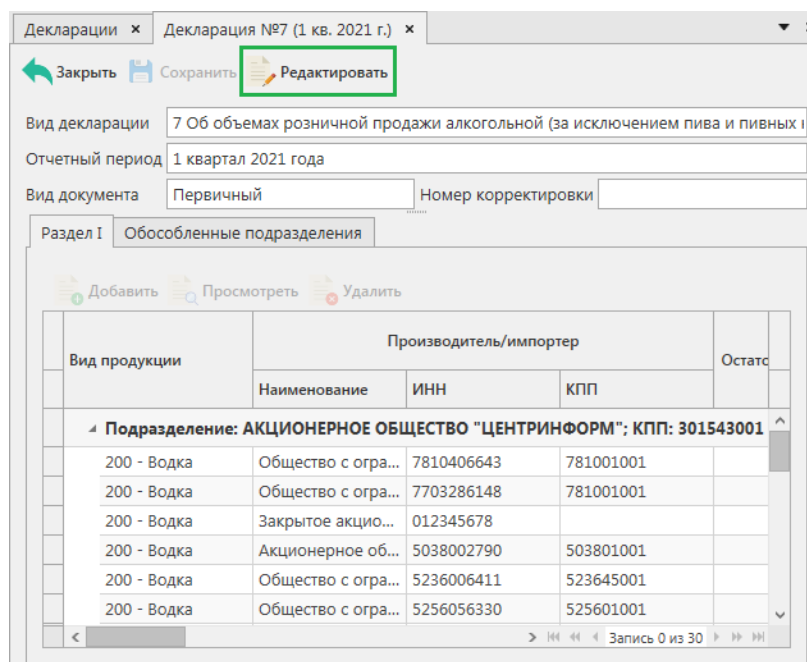 Декларации × Декларация №7 (1 кв. 2021 г.) ×
Закрыть Сохранить Редактировать
Вид декларации 7 Об объемах розничной продажи алкогольной (за исключением пива и пивных
Отчетный период 1 квартал 2021 года
Вид документа Первичный Номер корректировки
Раздел I Обособленные подразделения
Добавить Просмотреть Удалить
Производитель/импортер
Вид продукции Остато
Наименование ИНН КПП
Подразделение: АКЦИОНЕРНОЕ ОБЩЕСТВО "ЦЕНТРИНФОРМ"; КПП: 301543001
200 - Водка Общество с огра... 7810406643 781001001
200 - Водка Общество с огра... 7703286148 781001001
200 - Водка Закрытое акцио... 012345678
200 - Водка Акционерное об... 5038002790 503801001
200 - Водка Общество с огра... 5236006411 523645001
200 - Водка Общество с огра... 5256056330 525601001
Запись 0 из 30